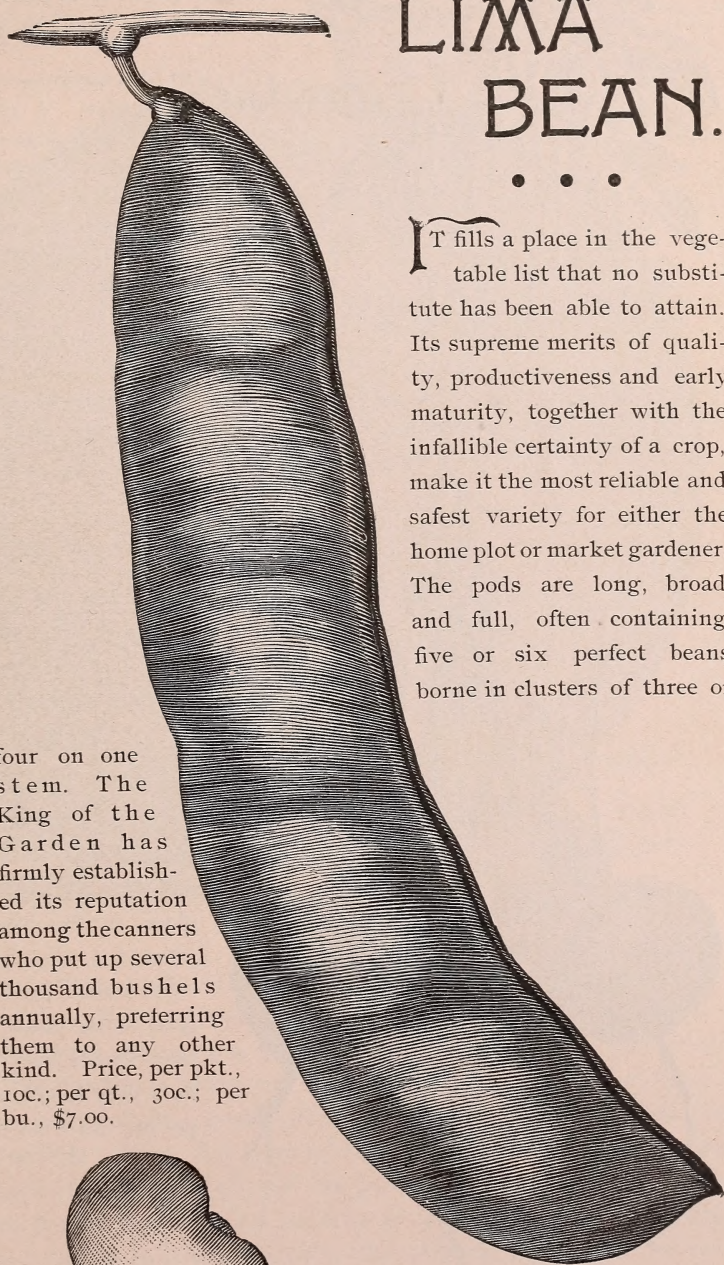 LIMA
BEAN.
IT fills a place in the vege-
table list that no substi-
tute has been able to attain.
Its supreme merits of quali-
ty, productiveness and early
maturity, together with the
infallible certainty of a crop,
make it the most reliable and
safest variety for either the
home plot or market gardener
The pods are long, broad
and full, often containing
five or six perfect beans
borne in clusters of three o
four on one
stem. The
King of the
Garden has
firmly establish-
ed its reputation
among the canners
who put up several
thousand bushels
annually, preferring
them to any other
kind. Price, per pkt.,
10c.; per qt., 30c.; per
bu., $7.00.